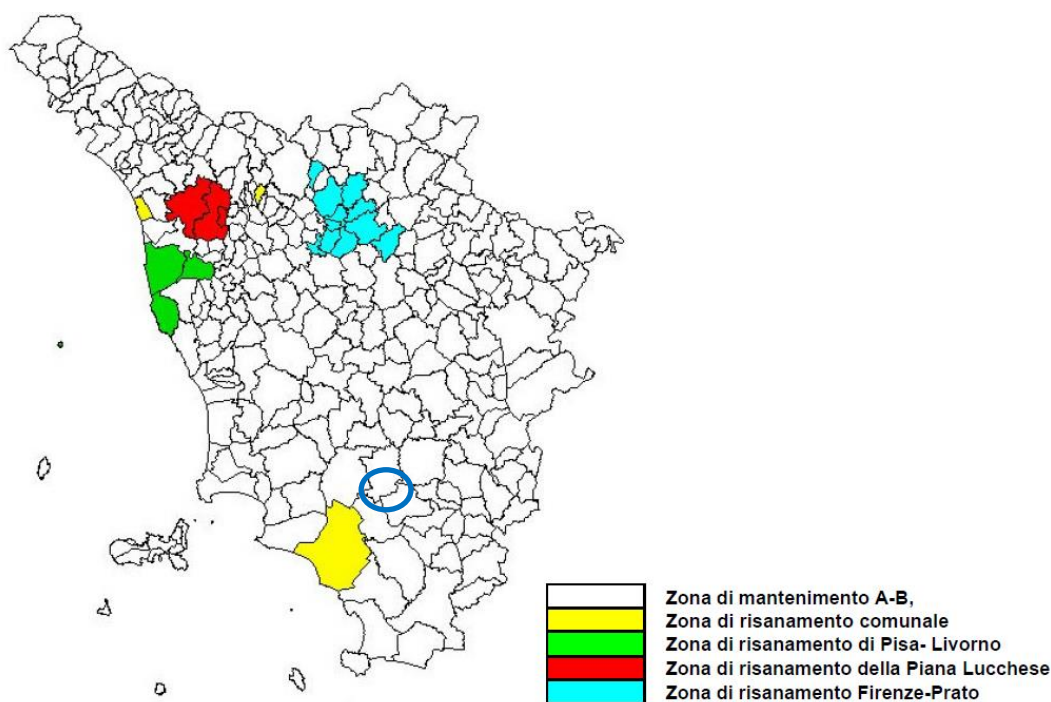 Zona di mantenimento A-B,
Zona di risanamento comunale
Zona di risanamento di Pisa- Livorno
Zona di risanamento della Piana Lucchese
Zona di risanamento Firenze-Prato